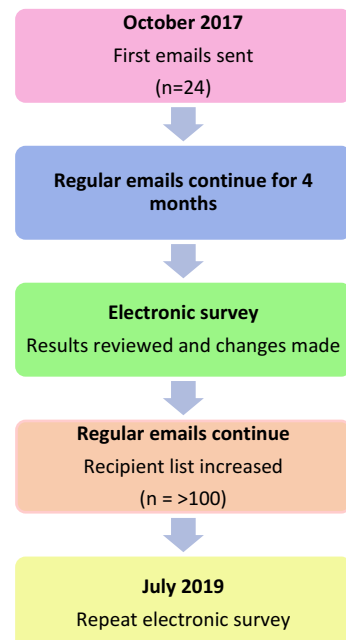 October 2017
First emails sent
(n=24)
Regular emails continue for 4
months
Electronic survey
Results reviewed and changes made
Regular emails continue
Recipient list increased
(n = >100)
July 2019
Repeat electronic survey